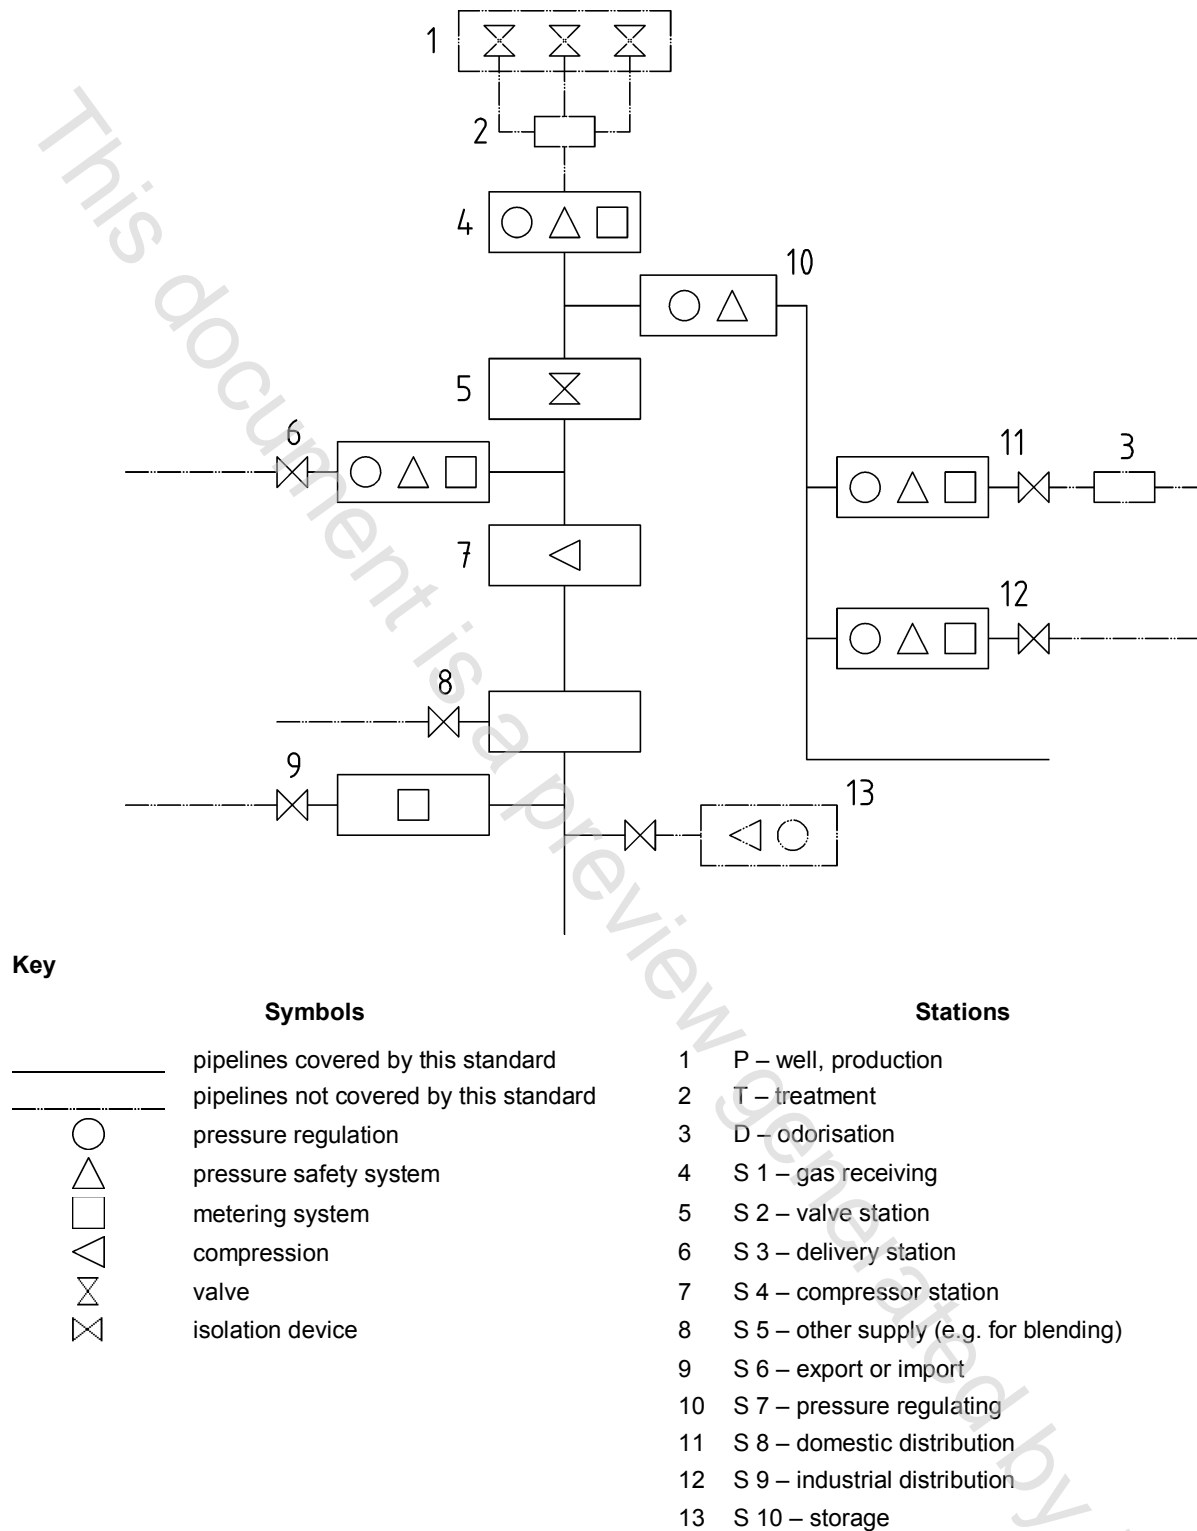 1
2
4
10
5
6
11
3
7
12
8
9
13
Key
Symbols
pipelines covered by this standard
pipelines not covered by this standard
pressure regulation
pressure safety system
metering system
compression
valve
isolation device
Stations
1 P – well, production
2 T – treatment
3 D – odorisation
4 S 1 – gas receiving
5 S 2 – valve station
6 S 3 – delivery station
7 S 4 – compressor station
8 S 5 – other supply (e.g. for blending)
9 S 6 – export or import
10 S 7 – pressure regulating
11 S 8 – domestic distribution
12 S 9 – industrial distribution
13 S 10 – storage
This document is a preview generated by